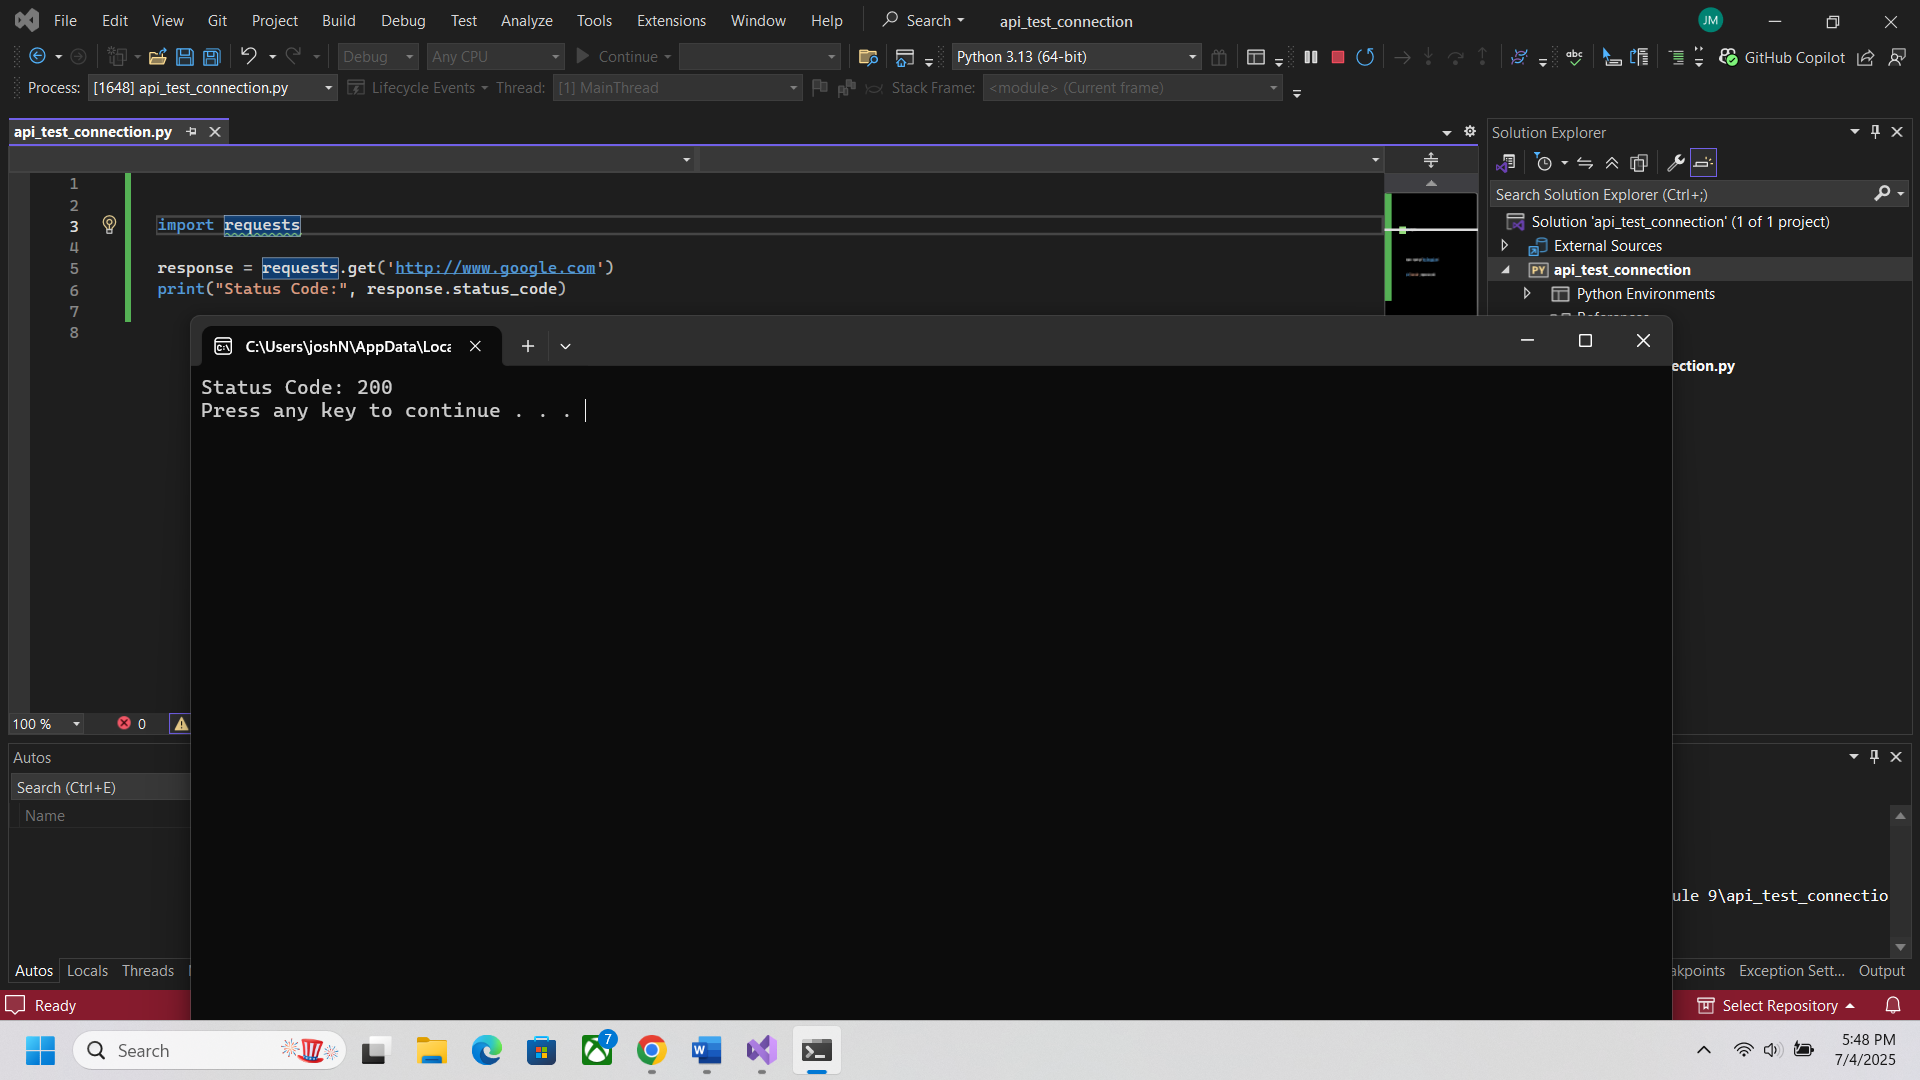 File Edit View Git Project Build Debug Test Analyze Tools Extensions Window Help Search api_test_connection JM
Debug Any CPU Continue Python 3.13 (64-bit) abc GitHub Copilot
Process: [1648] api_test_connection.py Lifecycle Events Thread: [1] MainThread Stack Frame: <module> (Current frame)
api_test_connection.py
1
2
3 import requests
4
5 response = requests.get('http://www.google.com')
6 print("Status Code:", response.status_code)
7
8
Solution Explorer
Search Solution Explorer (Ctrl+;)
Solution 'api_test_connection' (1 of 1 project)
External Sources
PY api_test_connection
Python Environments
ection.py
C:\Users\joshN\AppData\Loca
Status Code: 200
Press any key to continue . . .
100 % 0
Autos
Search (Ctrl+E)
Name
ule 9\api_test_connectio
Autos Locals Threads
akpoints Exception Sett... Output
Ready
Select Repository
Search
7
5:48 PM
7/4/2025